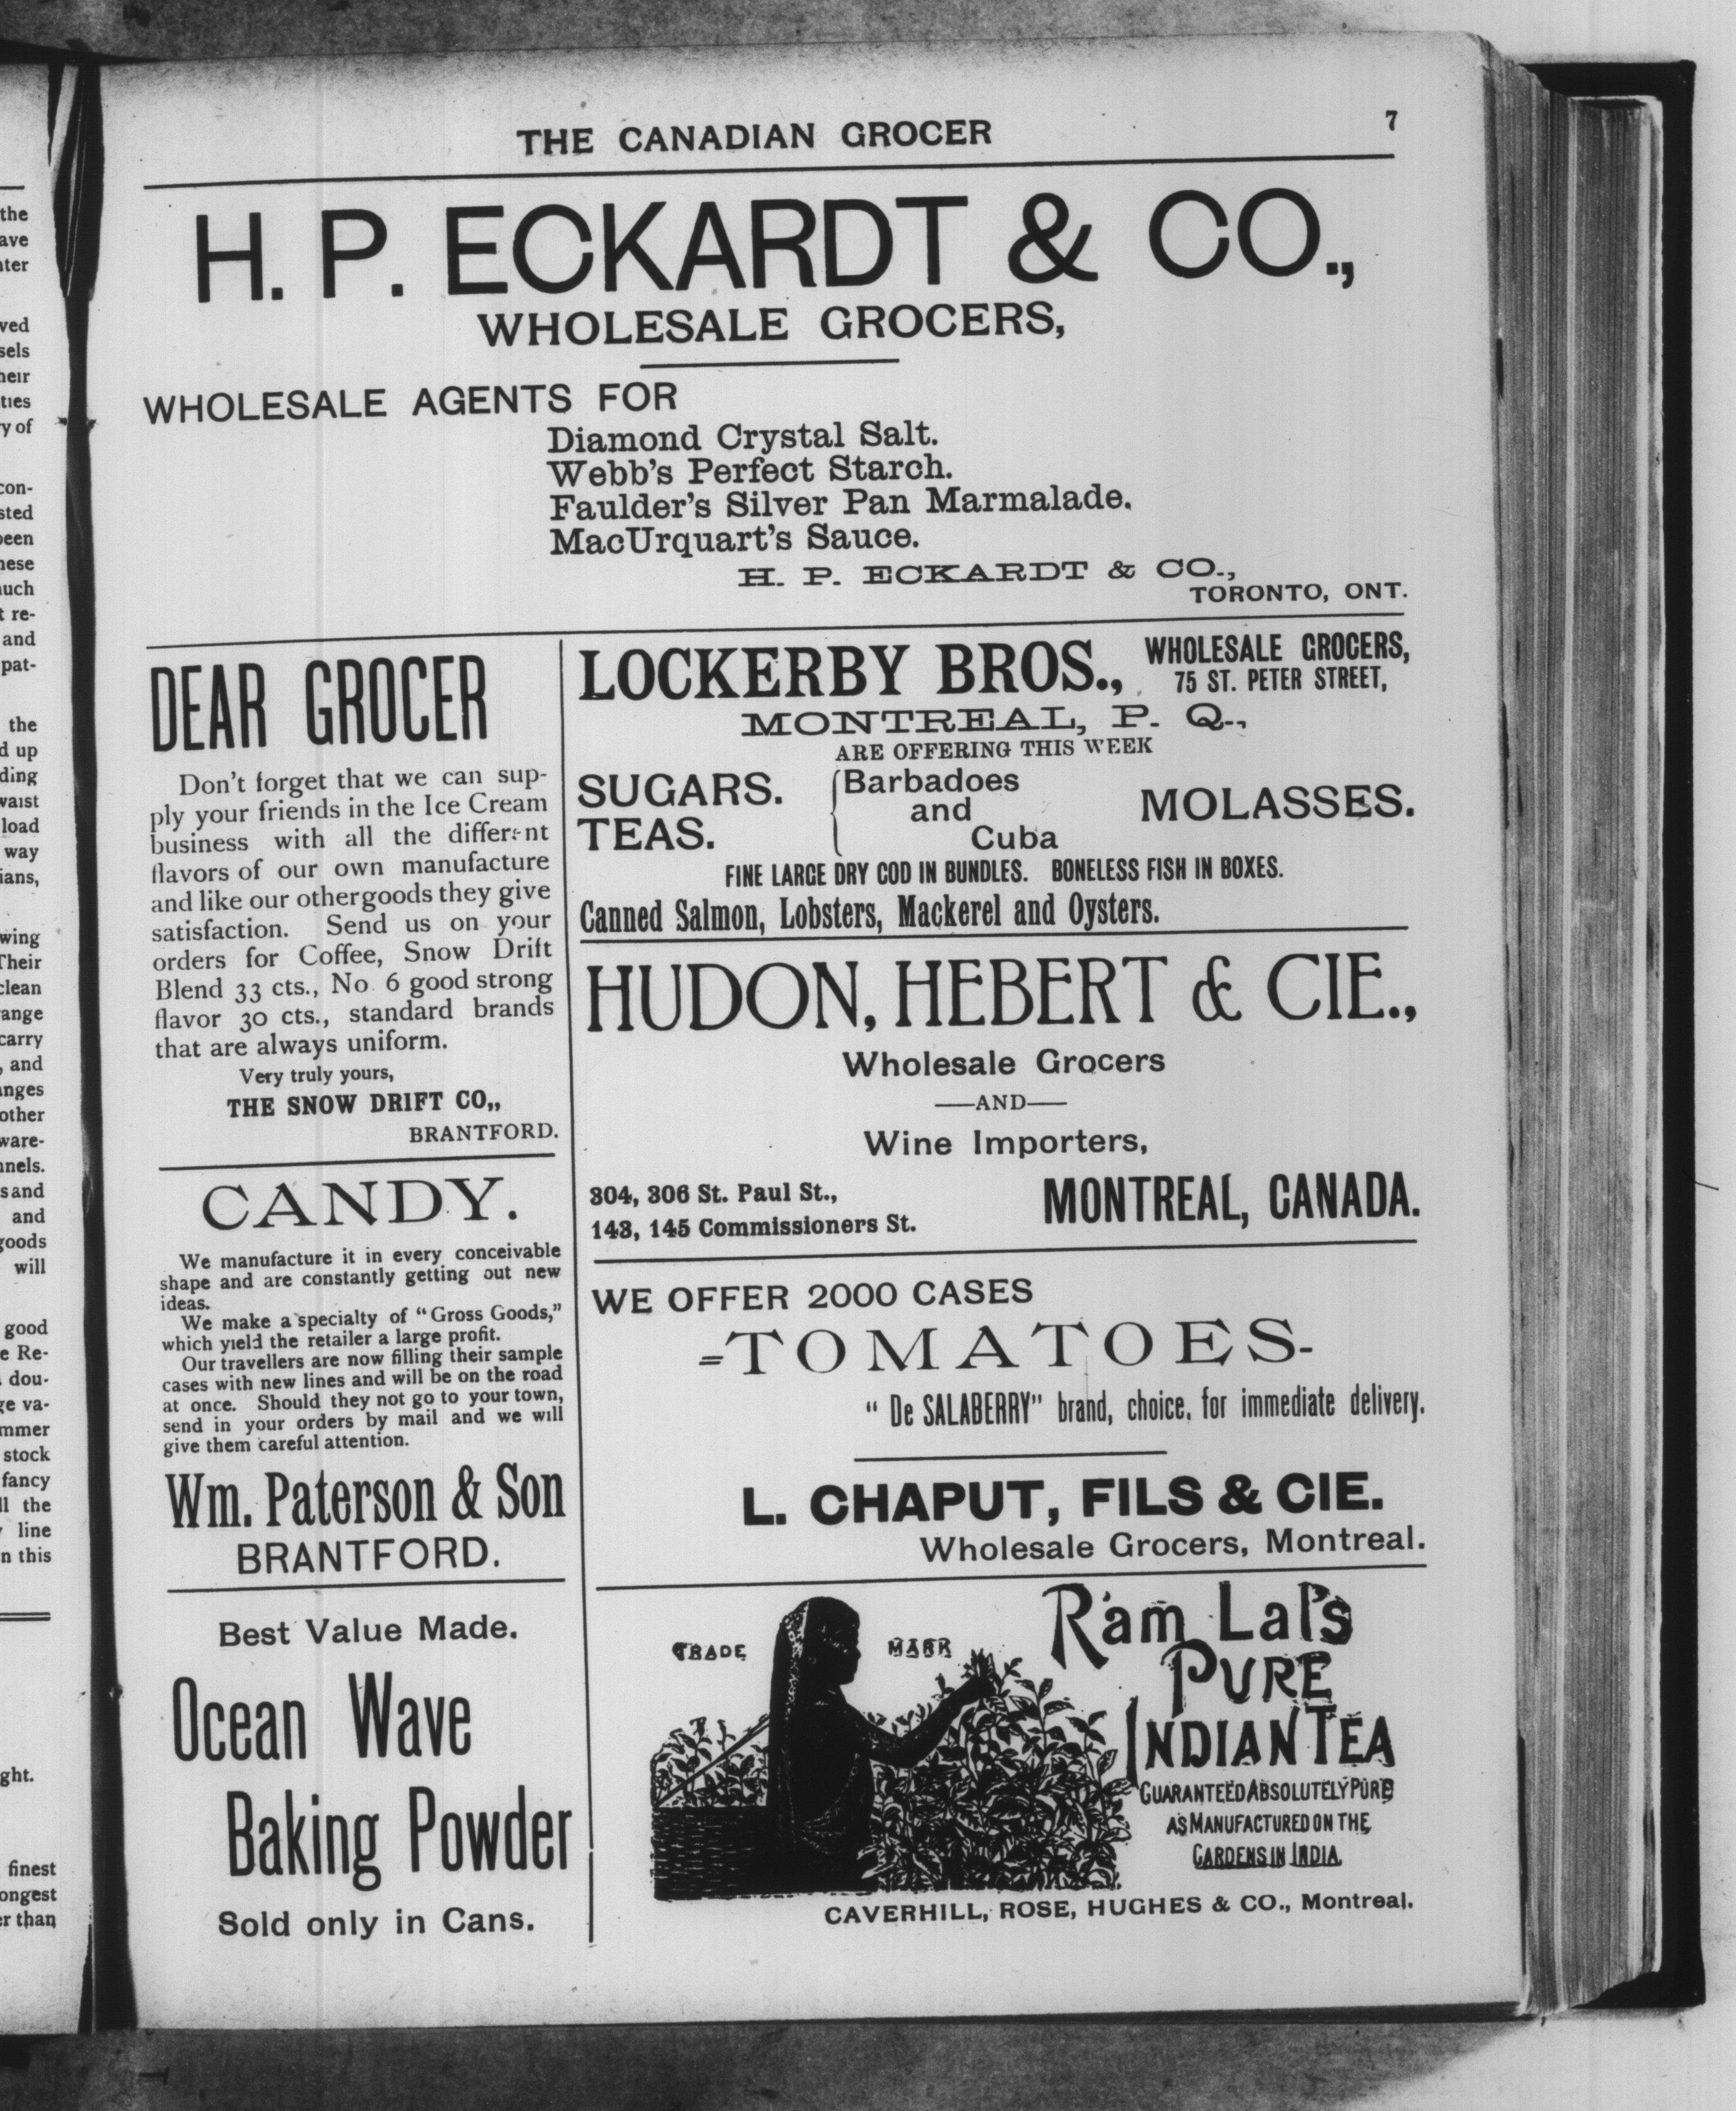 THE CANADIAN GROCER
7
H. P. ECKARDT & CO.,
WHOLESALE GROCERS,
WHOLESALE AGENTS FOR
Diamond Crystal Salt.
Webb's Perfect Starch.
Faulder's Silver Pan Marmalade.
MacUrquart's Sauce.
H. P. ECKARDT & CO.,
TORONTO, ONT.
DEAR GROCER
Don't forget that we can sup-
ply your friends in the Ice Cream
business with all the different
flavors of our own manufacture
and like our othergoods they give
satisfaction. Send us on your
orders for Coffee, Snow Drift
Blend 33 cts., No. 6 good strong
flavor 30 cts., standard brands
that are always uniform.
Very truly yours,
THE SNOW DRIFT CO,,
BRANTFORD.
CANDY.
We manufacture it in every conceivable
shape and are constantly getting out new
ideas.
We make a specialty of "Gross Goods,"
which yield the retailer a large profit.
Our travellers are now filling their sample
cases with new lines and will be on the road
at once. Should they not go to your town,
send in your orders by mail and we will
give them careful attention.
Wm. Paterson & Son
BRANTFORD.
Best Value Made.
Ocean Wave
Baking Powder
Sold only in Cans.
LOCKERBY BROS., WHOLESALE GROCERS,
75 ST. PETER STREET,
MONTREAL, P. Q.,
ARE OFFERING THIS WEEK
SUGARS. Barbadoes
and MOLASSES.
TEAS. Cuba
FINE LARGE DRY COD IN BUNDLES. BONELESS FISH IN BOXES.
Canned Salmon, Lobsters, Mackerel and Oysters.
HUDON, HEBERT & CIE.,
Wholesale Grocers
—AND—
Wine Importers,
304, 306 St. Paul St.,
143, 145 Commissioners St.
MONTREAL, CANADA.
WE OFFER 2000 CASES
=TOMATOES-
"De SALABERRY" brand, choice, for immediate delivery.
L. CHAPUT, FILS & CIE.
Wholesale Grocers, Montreal.
TRADE MARK
Ram Lal's
PURE
INDIAN TEA
GUARANTEED ABSOLUTELY PURE
AS MANUFACTURED ON THE
GARDENS IN INDIA
CAVERHILL, ROSE, HUGHES & CO., Montreal.